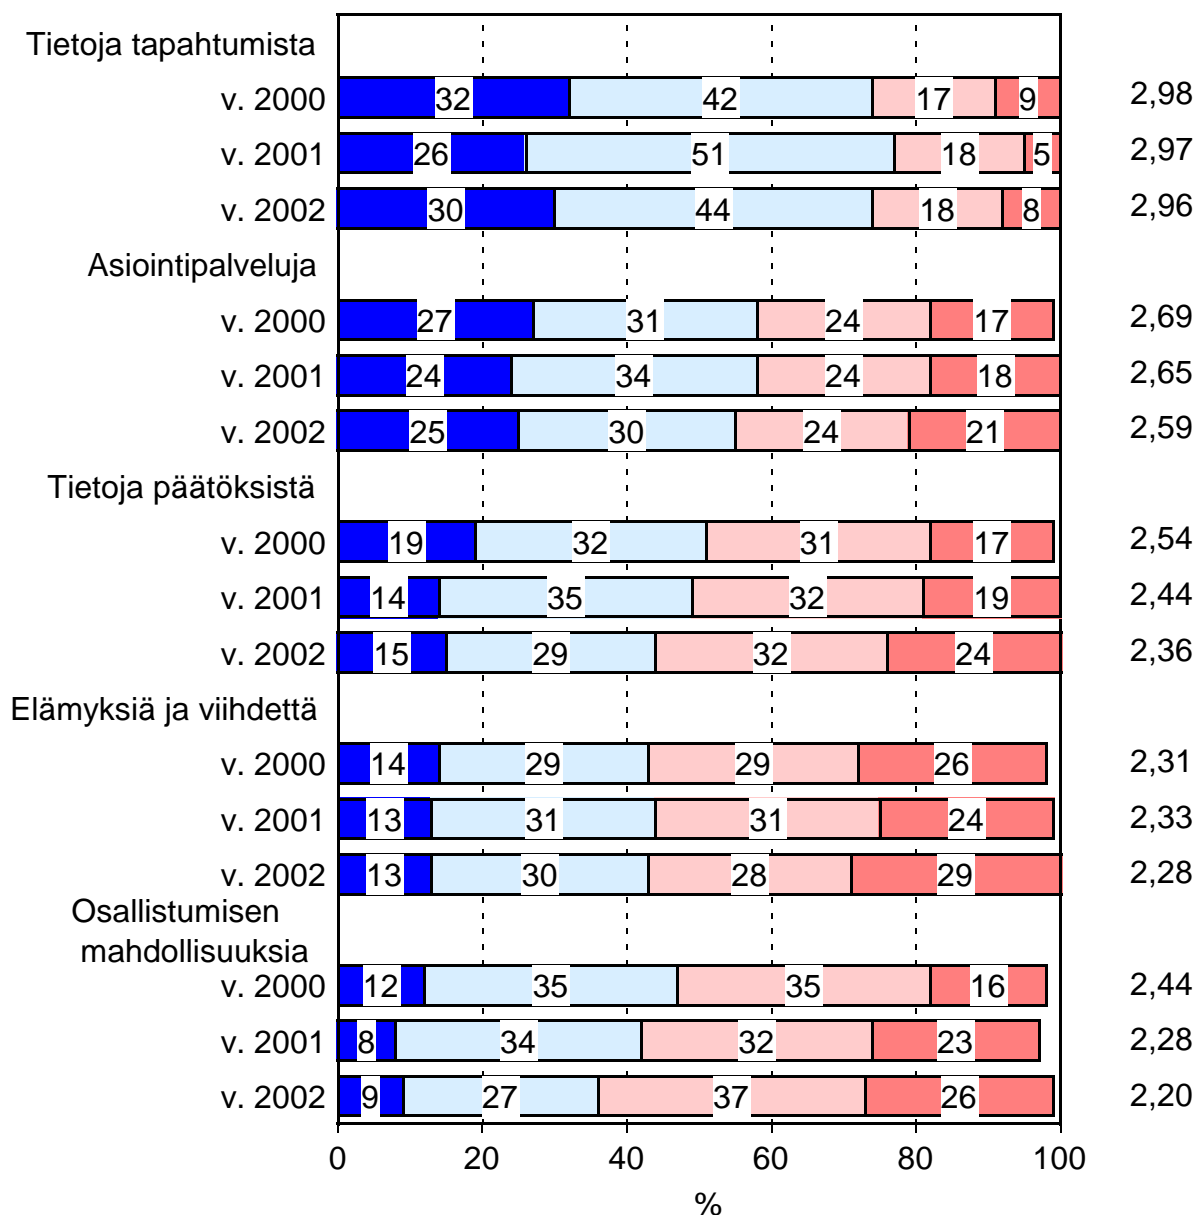 Tietoja tapahtumista
v. 2000 32 42 17 9 2,98
v. 2001 26 51 18 5 2,97
v. 2002 30 44 18 8 2,96
Asiointipalveluja
v. 2000 27 31 24 17 2,69
v. 2001 24 34 24 18 2,65
v. 2002 25 30 24 21 2,59
Tietoja päätöksistä
v. 2000 19 32 31 17 2,54
v. 2001 14 35 32 19 2,44
v. 2002 15 29 32 24 2,36
Elämyksiä ja viihdettä
v. 2000 14 29 29 26 2,31
v. 2001 13 31 31 24 2,33
v. 2002 13 30 28 29 2,28
Osallistumisen
mahdollisuuksia
v. 2000 12 35 35 16 2,44
v. 2001 8 34 32 23 2,28
v. 2002 9 27 37 26 2,20
0 20 40 60 80 100
%